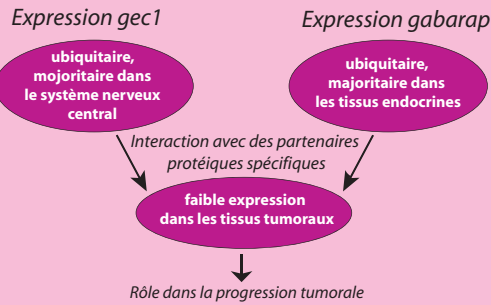 Expression gec1
Expression gabarap
ubiquitaire,
mojoritaire dans
le système nerveux
central
ubiquitaire,
majoritaire dans
les tissus endocrines
Interaction avec des partenaires
protéiques spécifiques
faible expression
dans les tissus tumoraux
Rôle dans la progression tumorale